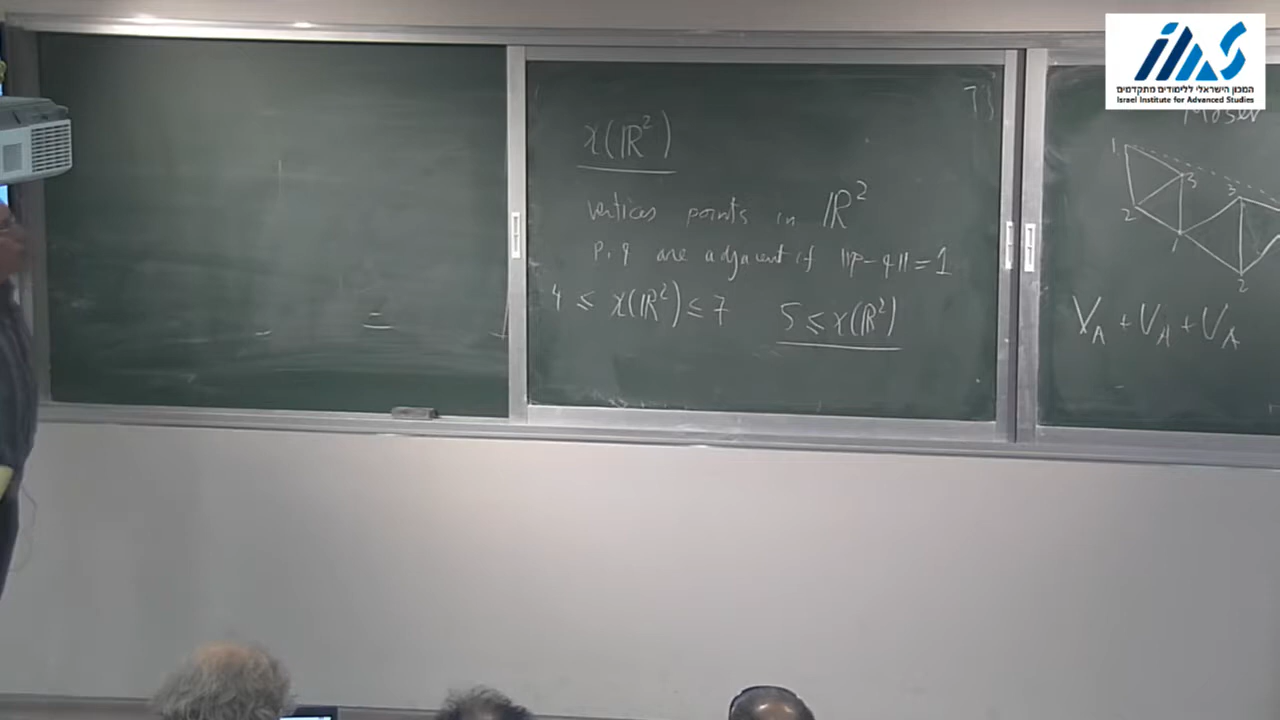 χ(ℝ²)
vertices points in ℝ²
p, q are adjacent if ||p-q||=1
4 ≤ χ(ℝ²) ≤ 7 5 ≤ χ(ℝ²)
Moser
1
3
3
2
1
2
V_A + V_A + V_A
המכון הישראלי ללימודים מתקדמים
Israel Institute for Advanced Studies